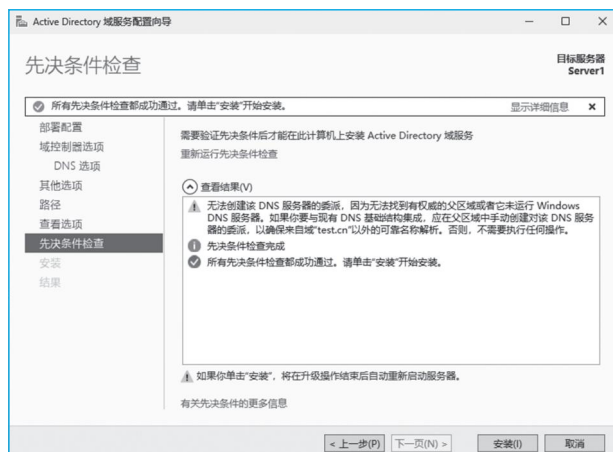 Active Directory 域服务配置向导
先决条件检查
目标服务器
Server1
所有先决条件检查都成功通过。请单击“安装”开始安装。
显示详细信息
部署配置
域控制器选项
DNS 选项
其他选项
路径
查看选项
先决条件检查
安装
结果
需要验证先决条件后才能在此计算机上安装 Active Directory 域服务
重新运行先决条件检查
查看结果(V)
无法创建该 DNS 服务器的委派，因为无法找到有权威的父区域或者它未运行 Windows
DNS 服务器。如果你要与现有 DNS 基础结构集成，应在父区域中手动创建对该 DNS 服务
器的委派，以确保来自域“test.cn”以外的可靠名称解析。否则，不需要执行任何操作。
先决条件检查完成
所有先决条件检查都成功通过。请单击“安装”开始安装。
如果你单击“安装”，将在升级操作结束后自动重新启动服务器。
有关先决条件的更多信息
< 上一步(P) 下一页(N) > 安装(I) 取消